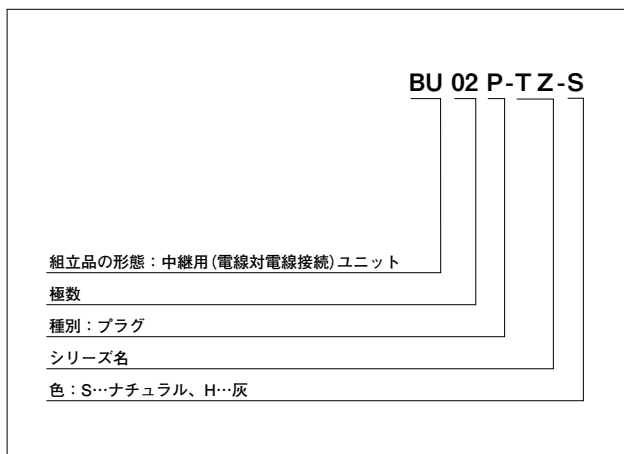 BU 02 P-T Z-S
組立品の形態：中継用(電線対電線接続)ユニット
極数
種別：プラグ
シリーズ名
色：S…ナチュラル、H…灰